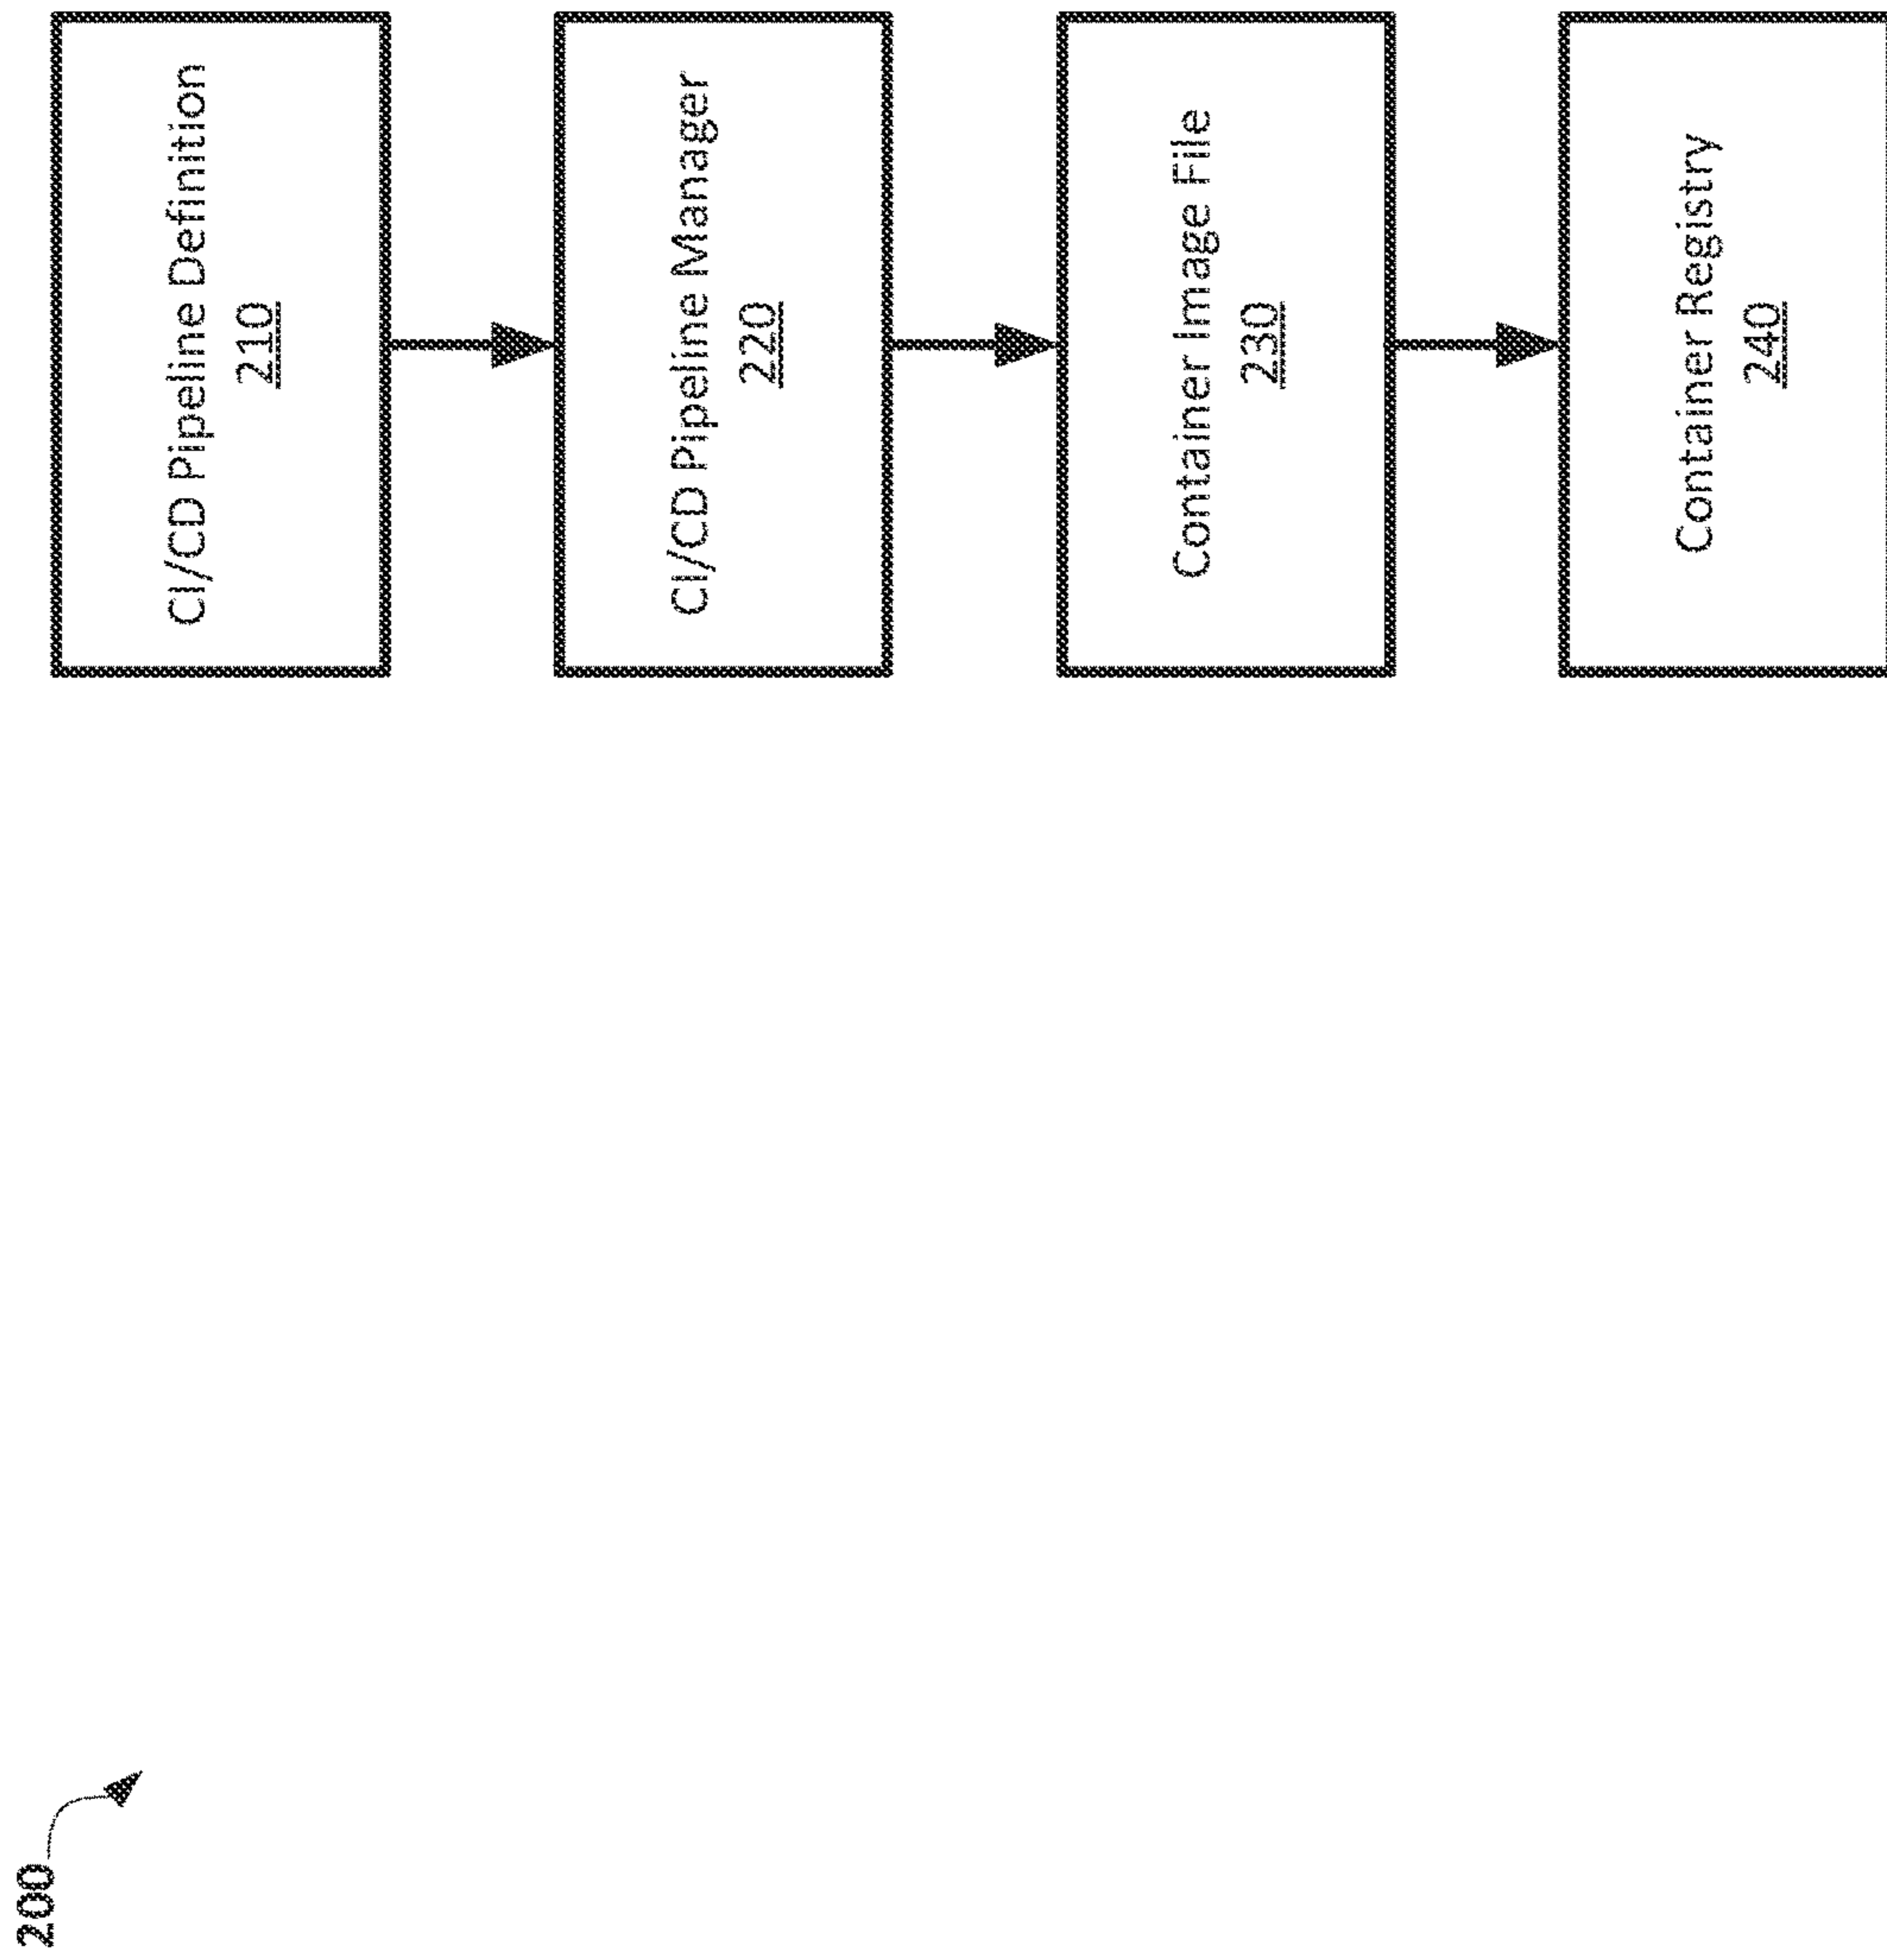 200
CI/CD Pipeline Definition
210
CI/CD Pipeline Manager
220
Container Image File
230
Container Registry
240